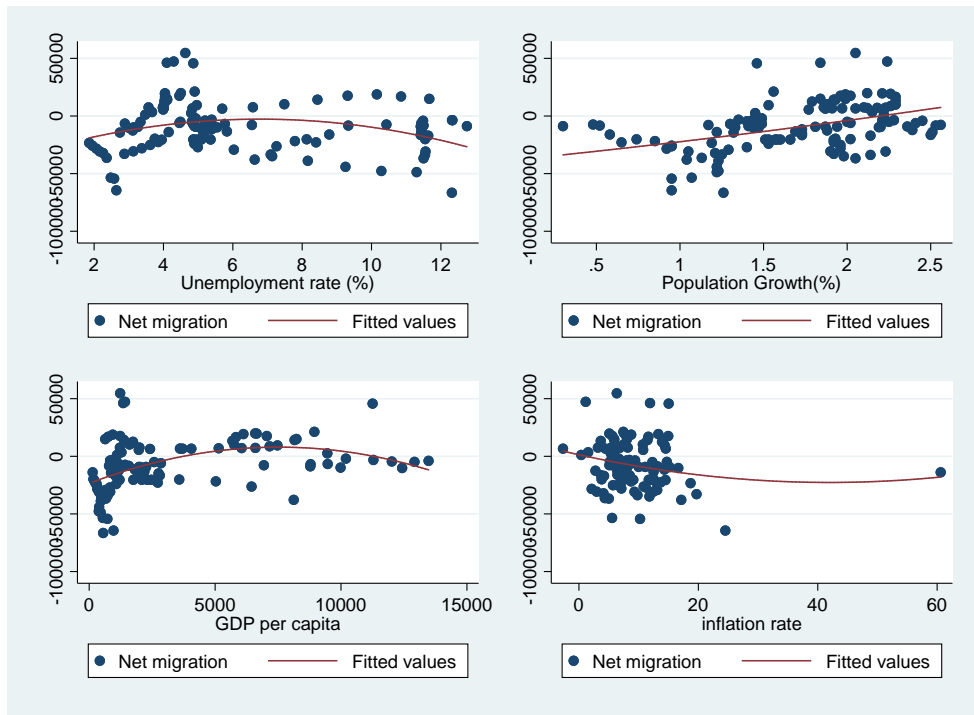 50000
0
-50000
-100000
2 4 6 8 10 12
Unemployment rate (%)
Net migration Fitted values
50000
0
-50000
-100000
.5 1 1.5 2 2.5
Population Growth(%)
Net migration Fitted values
50000
0
-50000
-100000
0 5000 10000 15000
GDP per capita
Net migration Fitted values
50000
0
-50000
-100000
0 20 40 60
inflation rate
Net migration Fitted values